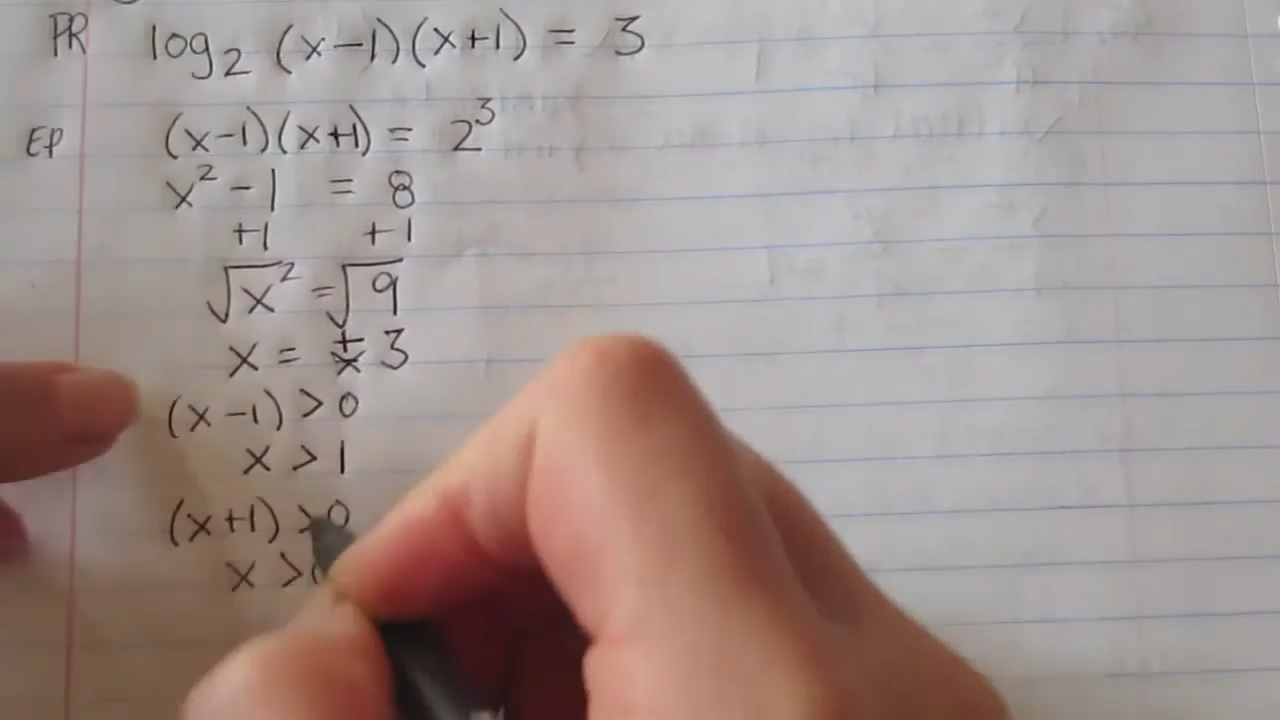 PR log₂ (x-1)(x+1) = 3
EP (x-1)(x+1) = 2³
x² - 1 = 8
+1 +1
√x² = √9
x = ± 3
(x-1) > 0
x > 1
(x+1) > 0
x >